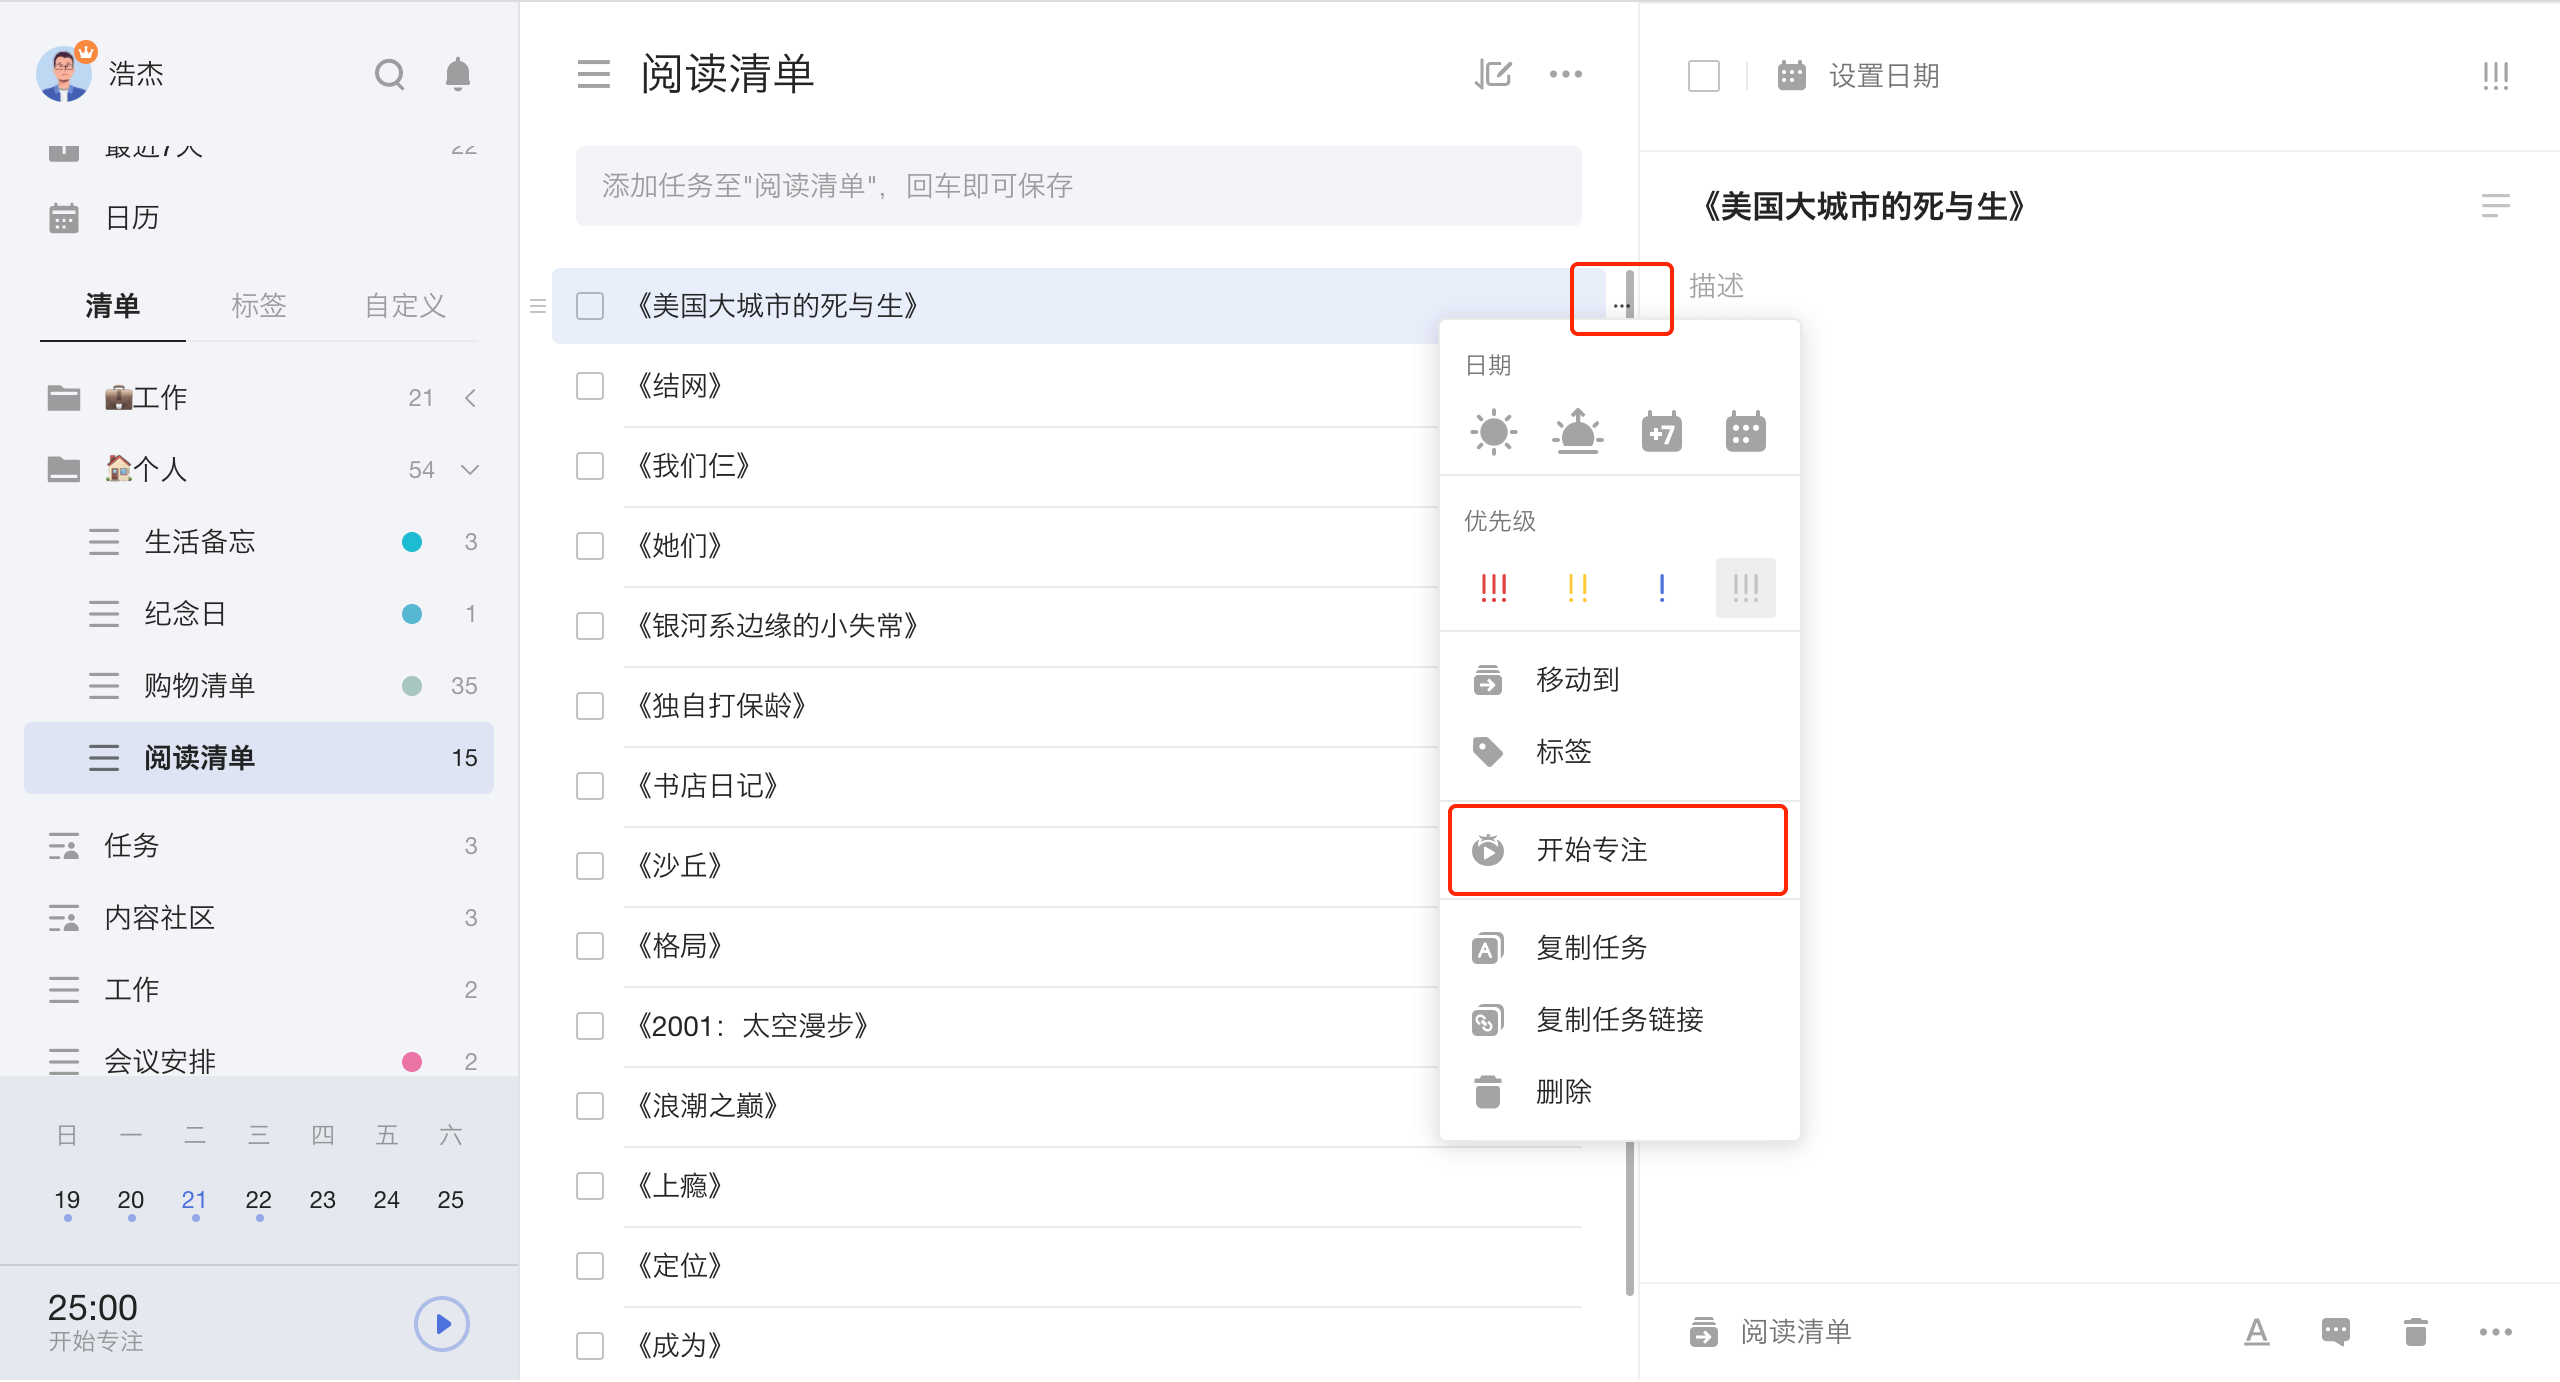 浩杰
最近7天 22
日历
清单 标签 自定义
工作 21
个人 54
生活备忘 3
纪念日 1
购物清单 35
阅读清单 15
任务 3
内容社区 3
工作 2
会议安排 2
日 一 二 三 四 五 六
19 20 21 22 23 24 25
25:00
开始专注
阅读清单
添加任务至"阅读清单"，回车即可保存
《美国大城市的死与生》
《结网》
《我们仨》
《她们》
《银河系边缘的小失常》
《独自打保龄》
《书店日记》
《沙丘》
《格局》
《2001：太空漫步》
《浪潮之巅》
《上瘾》
《定位》
《成为》
日期
+7
优先级
移动到
标签
开始专注
复制任务
复制任务链接
删除
设置日期
《美国大城市的死与生》
描述
阅读清单